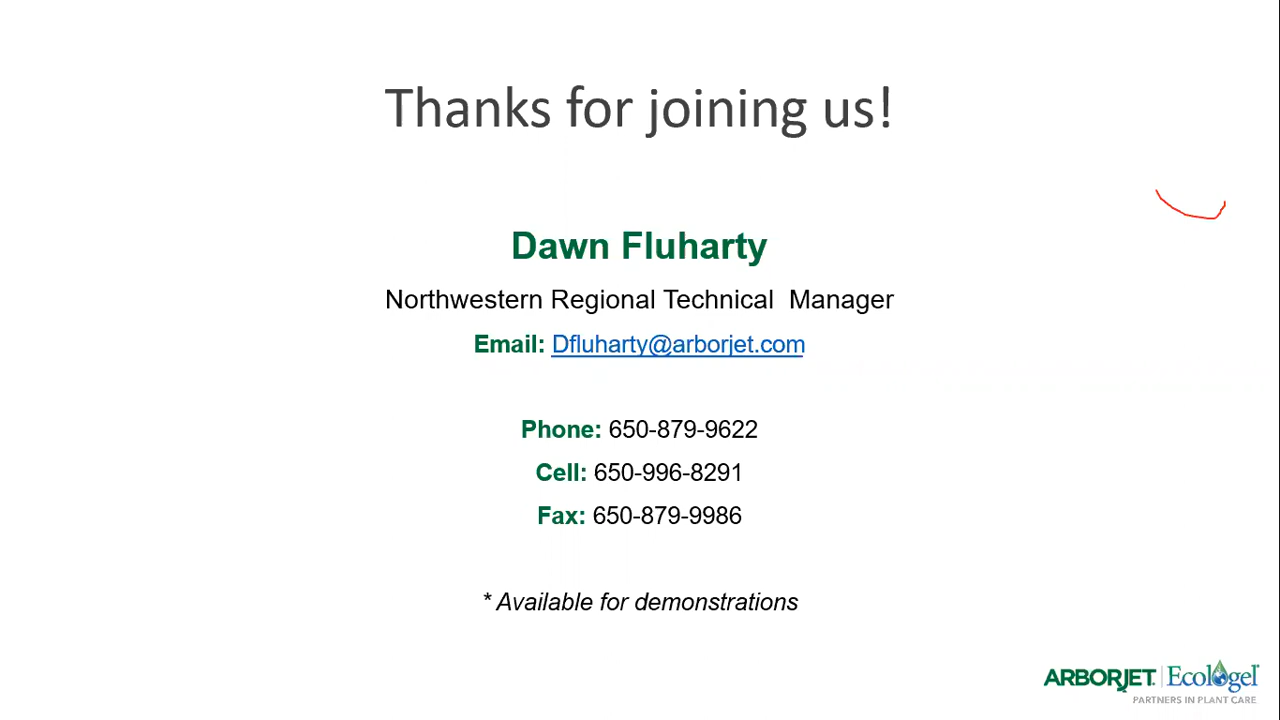 Thanks for joining us!
Dawn Fluharty
Northwestern Regional Technical  Manager
Email: Dfluharty@arborjet.com
Phone: 650-879-9622
Cell: 650-996-8291
Fax: 650-879-9986
* Available for demonstrations
ARBORJET | Ecologel
PARTNERS IN PLANT CARE